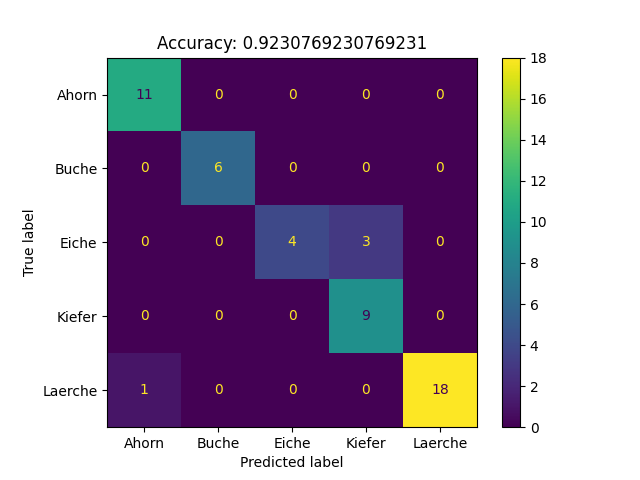 Accuracy: 0.9230769230769231
True label
Ahorn 11 0 0 0 0
Buche 0 6 0 0 0
Eiche 0 0 4 3 0
Kiefer 0 0 0 9 0
Laerche 1 0 0 0 18
Ahorn Buche Eiche Kiefer Laerche
Predicted label
18
16
14
12
10
8
6
4
2
0